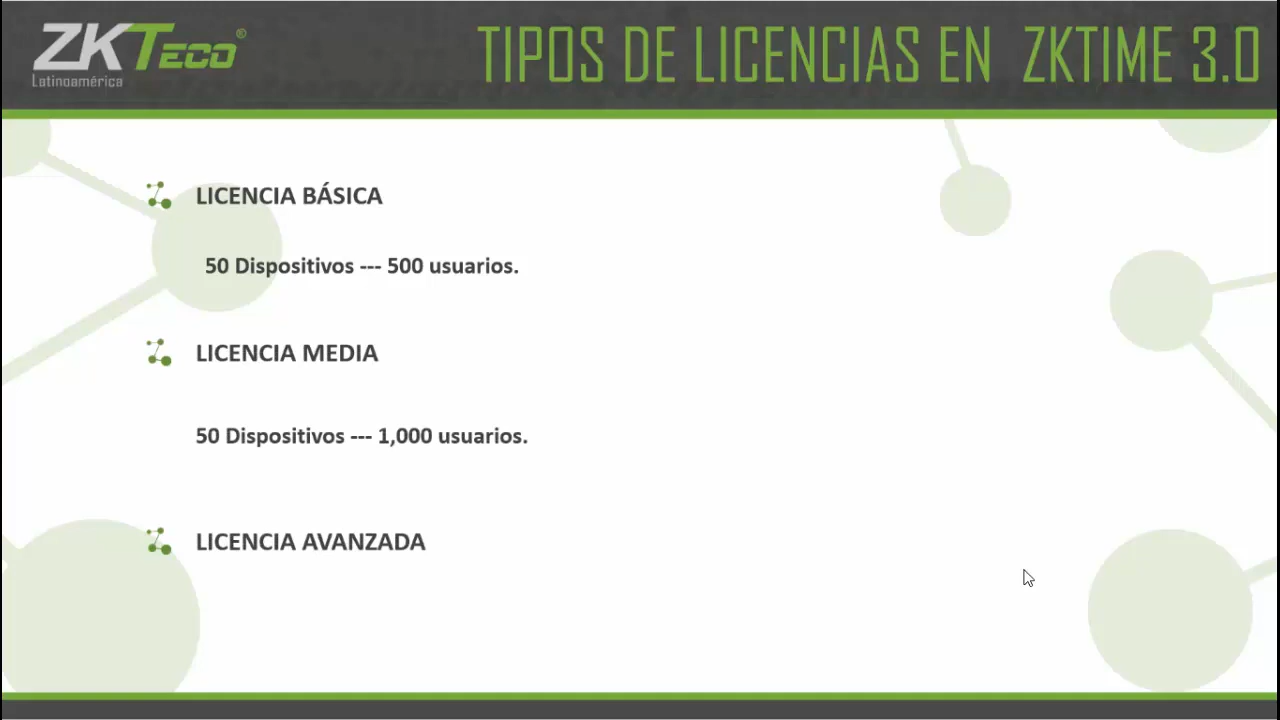 ZKTECO®
Latinoamérica
TIPOS DE LICENCIAS EN ZKTIME 3.0
LICENCIA BÁSICA
50 Dispositivos --- 500 usuarios.
LICENCIA MEDIA
50 Dispositivos --- 1,000 usuarios.
LICENCIA AVANZADA